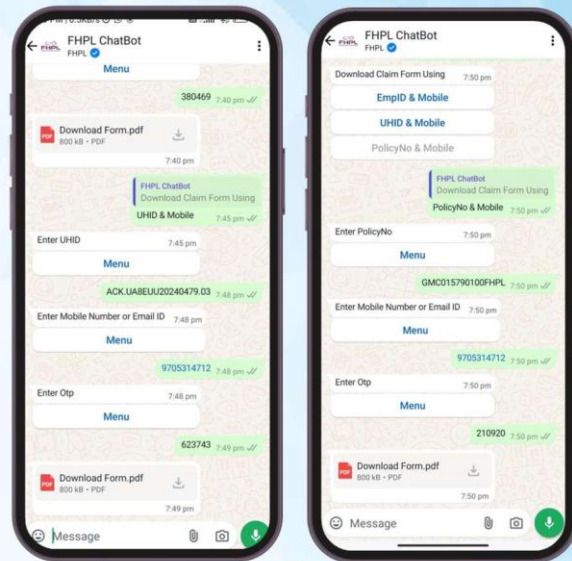 FHPL ChatBot
FHPL
Menu
380469 7:40 pm
PDF
Download Form.pdf
800 kB • PDF
7:40 pm
FHPL ChatBot
Download Claim Form Using
UHID & Mobile 7:45 pm
Enter UHID 7:45 pm
Menu
ACK.UA8EUU20240479.03 7:48 pm
Enter Mobile Number or Email ID 7:48 pm
Menu
9705314712 7:48 pm
Enter Otp 7:48 pm
Menu
623743 7:49 pm
PDF
Download Form.pdf
800 kB • PDF
7:49 pm
Message
FHPL ChatBot
FHPL
Download Claim Form Using 7:50 pm
EmpID & Mobile
UHID & Mobile
PolicyNo & Mobile
FHPL ChatBot
Download Claim Form Using
PolicyNo & Mobile 7:50 pm
Enter PolicyNo 7:50 pm
Menu
GMC015790100FHPL 7:50 pm
Enter Mobile Number or Email ID 7:50 pm
Menu
9705314712 7:50 pm
Enter Otp 7:50 pm
Menu
210920 7:50 pm
PDF
Download Form.pdf
800 kB • PDF
7:50 pm
Message